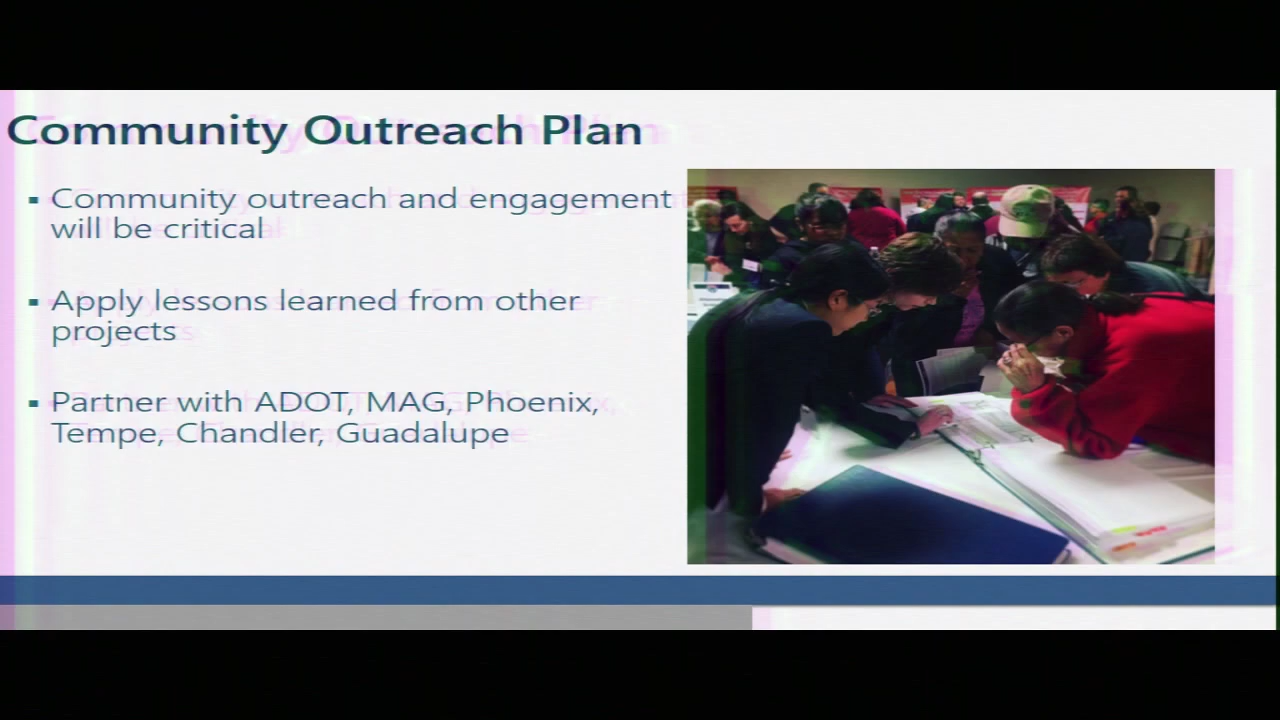 Community Outreach Plan
▪ Community outreach and engagement
will be critical
▪ Apply lessons learned from other
projects
▪ Partner with ADOT, MAG, Phoenix,
Tempe, Chandler, Guadalupe